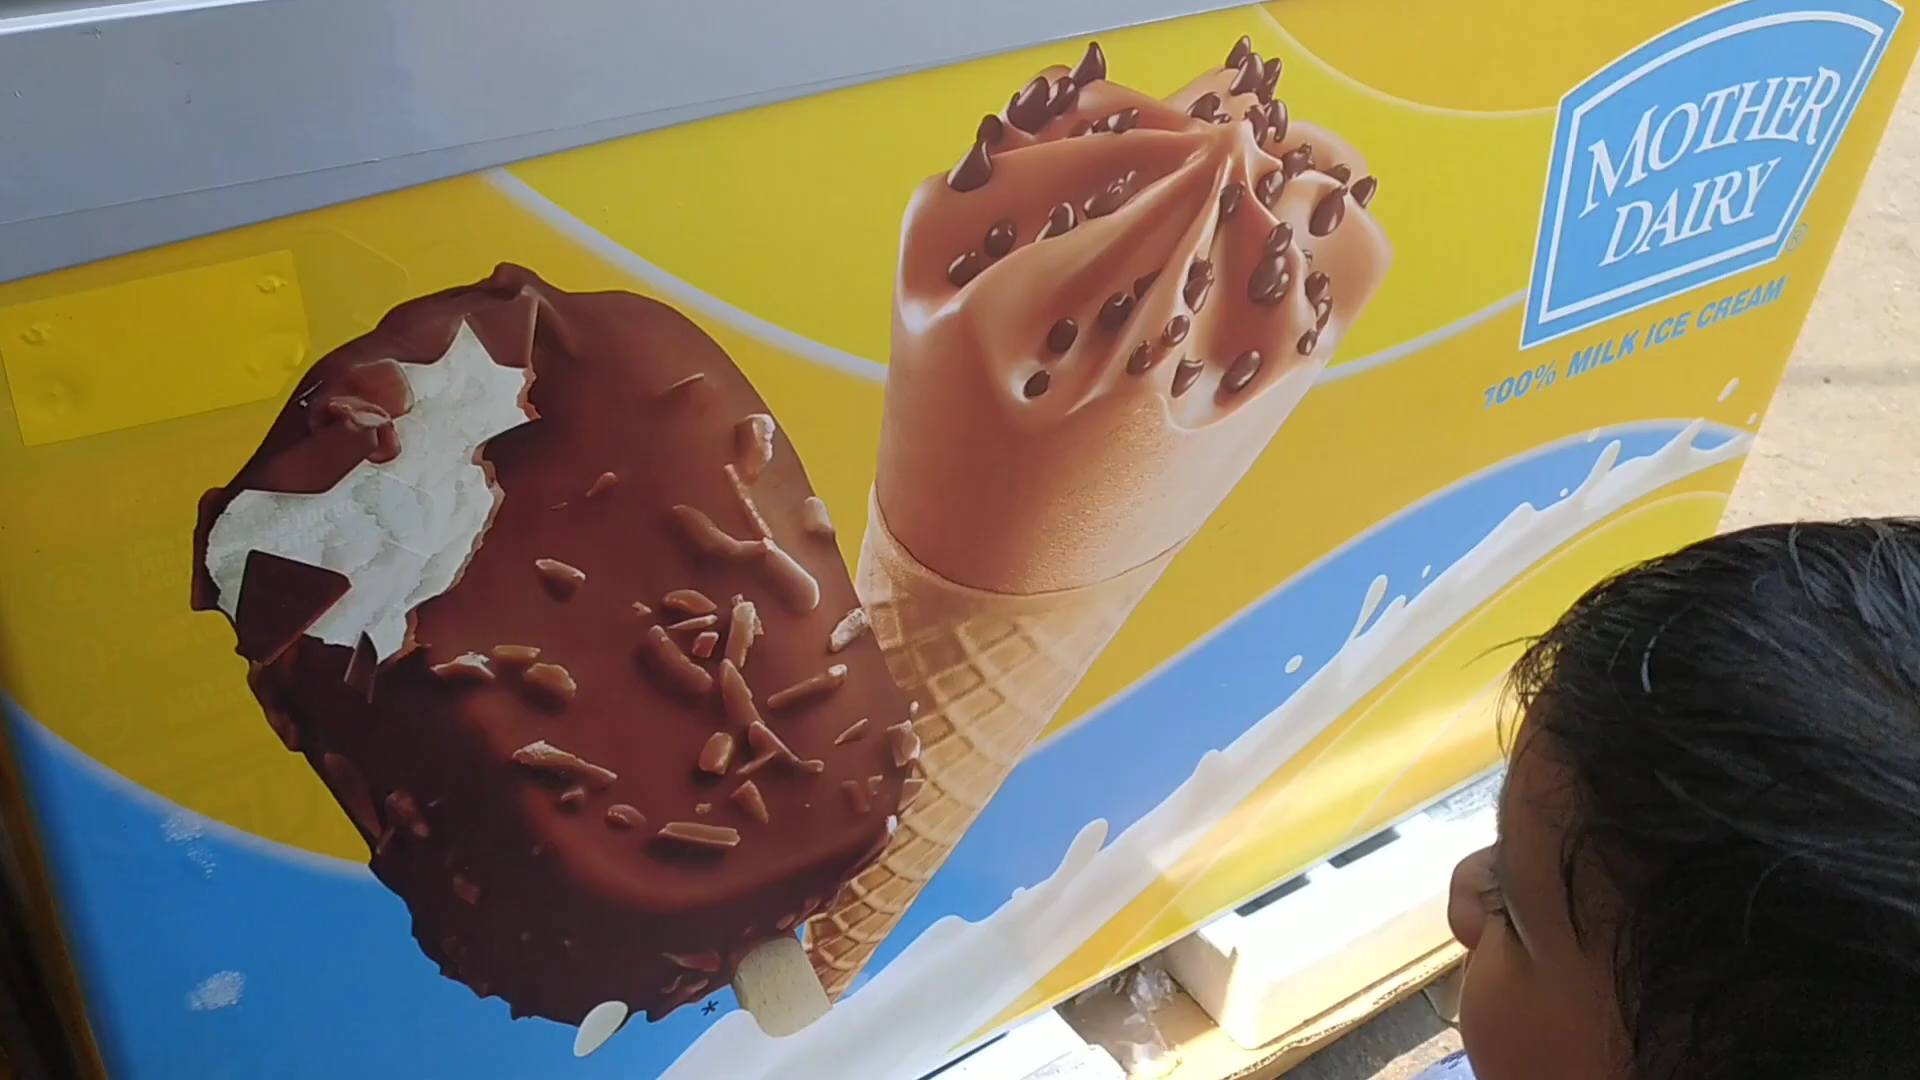 MOTHER
DAIRY
®
100% MILK ICE CREAM
*